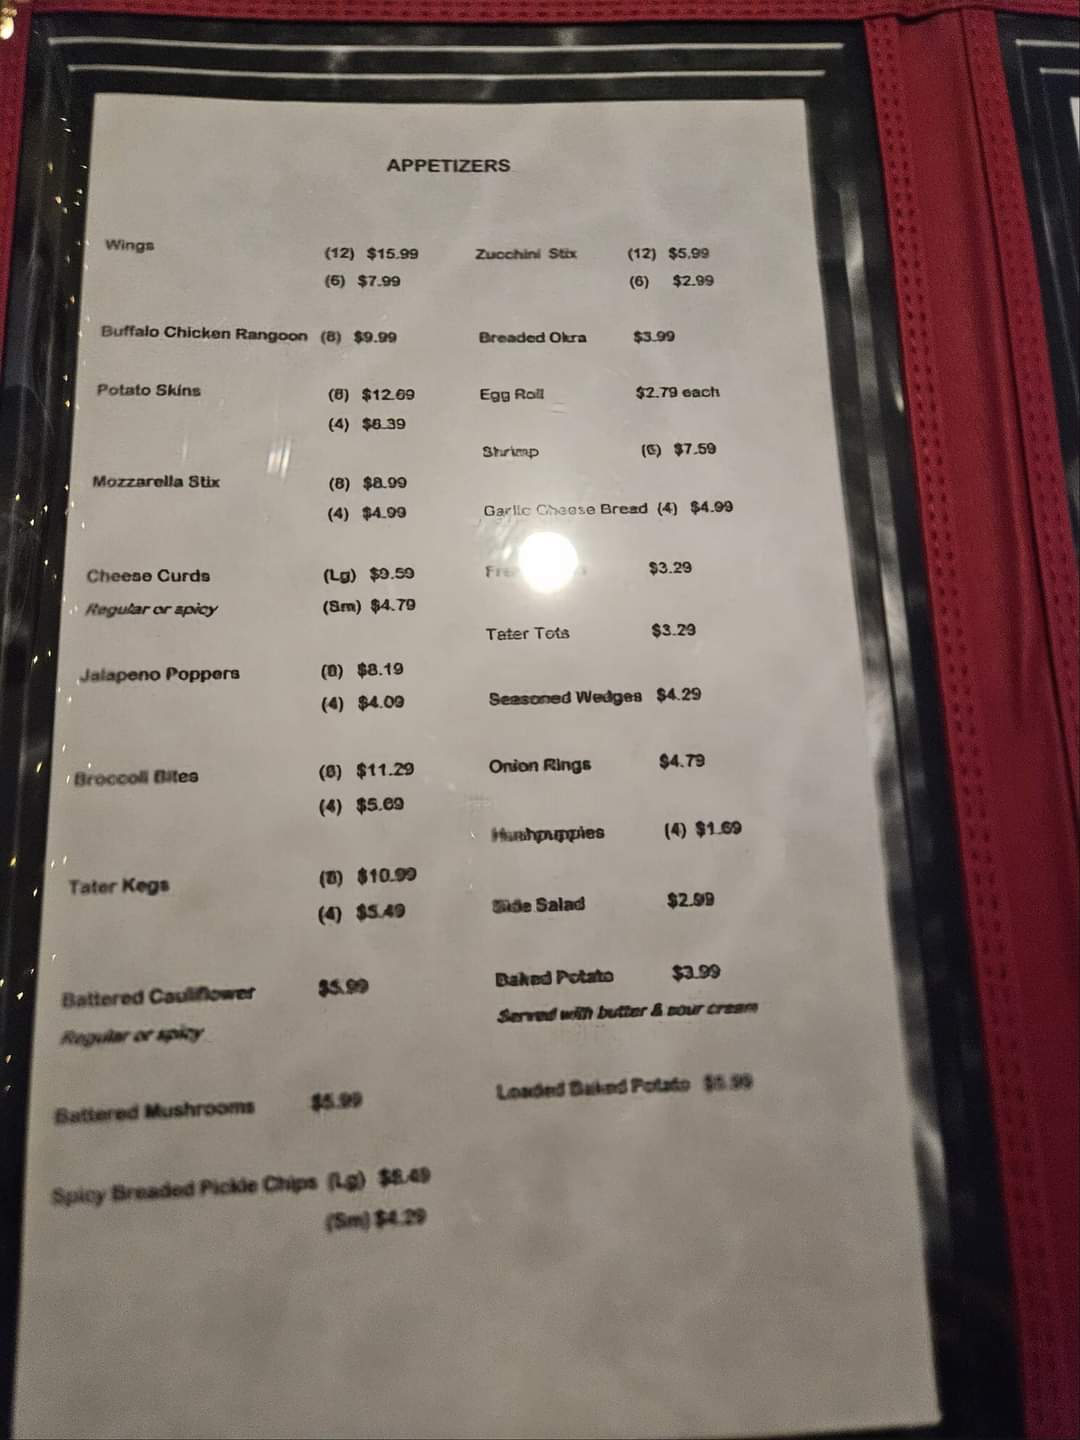 APPETIZERS
Wings
(12) $15.99
(6) $7.99
Buffalo Chicken Rangoon (8) $9.99
Potato Skins (8) $12.69
(4) $6.39
Mozzarella Stix (8) $8.99
(4) $4.99
Cheese Curds (Lg) $9.59
Regular or spicy (Sm) $4.79
Jalapeno Poppers (8) $8.19
(4) $4.09
Broccoli Bites (8) $11.29
(4) $5.69
Tater Kegs (8) $10.99
(4) $5.49
Battered Cauliflower $5.99
Regular or spicy
Battered Mushrooms $5.99
Spicy Breaded Pickle Chips (Lg)
(Sm) $4.29
Zucchini Stix (12) $5.99
(6) $2.99
Breaded Okra $3.99
Egg Roll $2.79 each
Shrimp (6) $7.59
Garlic Cheese Bread (4) $4.99
$3.29
Tater Tots $3.29
Seasoned Wedges $4.29
Onion Rings $4.79
Hushpuppies (4) $1.69
Side Salad $2.99
Baked Potato $3.99
Served with butter & sour cream
Loaded Baked Potato